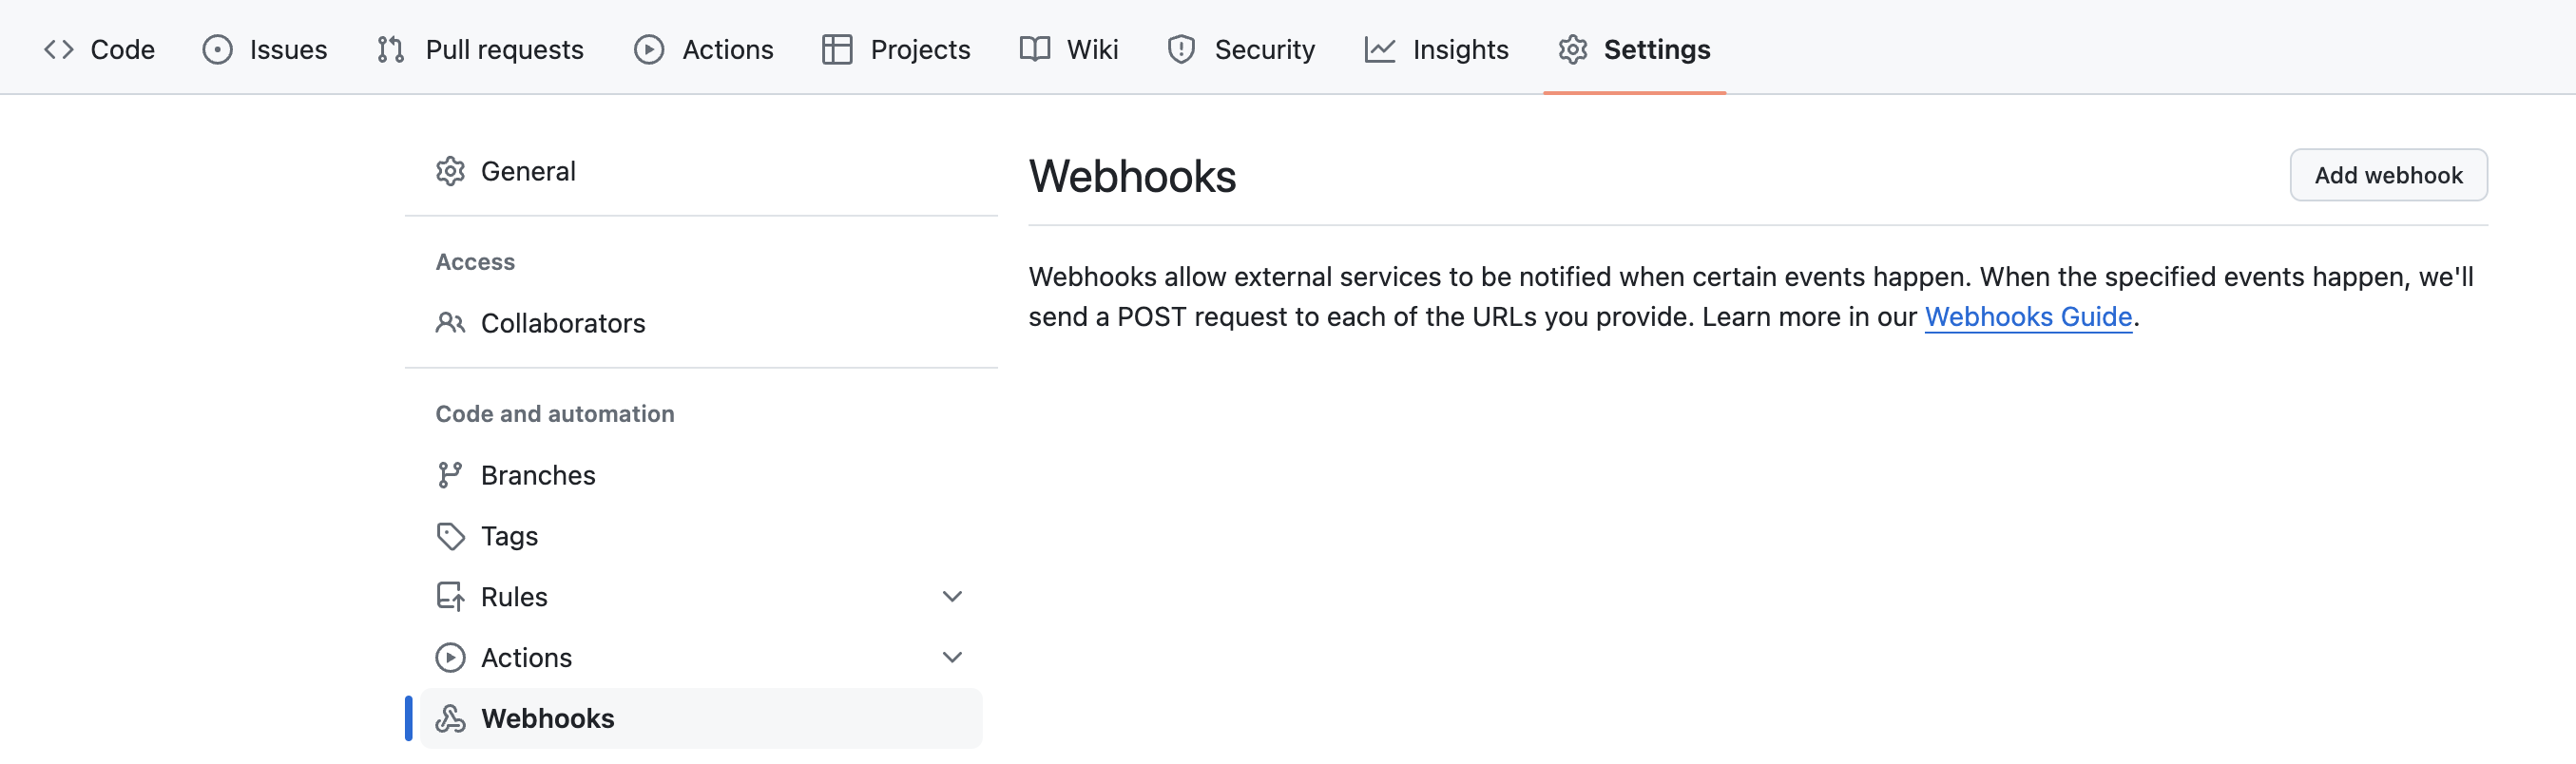 Code Issues Pull requests Actions Projects Wiki Security Insights Settings
General
Access
Collaborators
Code and automation
Branches
Tags
Rules
Actions
Webhooks
Webhooks Add webhook
Webhooks allow external services to be notified when certain events happen. When the specified events happen, we'll
send a POST request to each of the URLs you provide. Learn more in our Webhooks Guide.